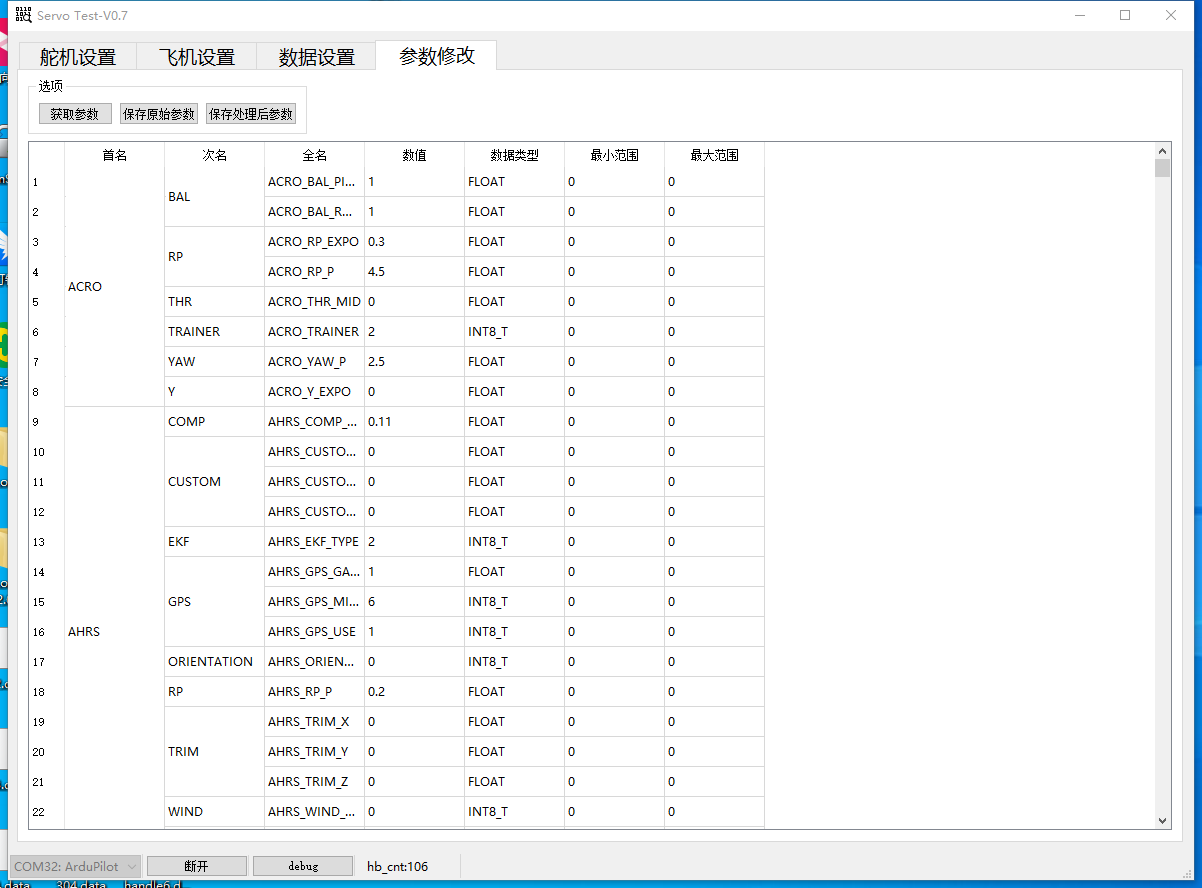 Servo Test-V0.7
舵机设置 飞机设置 数据设置 参数修改
选项
获取参数 保存原始参数 保存处理后参数
首名 次名 全名 数值 数据类型 最小范围 最大范围
1 ACRO BAL ACRO_BAL_PI... 1 FLOAT 0 0
2 ACRO_BAL_R... 1 FLOAT 0 0
3 RP ACRO_RP_EXPO 0.3 FLOAT 0 0
4 ACRO_RP_P 4.5 FLOAT 0 0
5 THR ACRO_THR_MID 0 FLOAT 0 0
6 TRAINER ACRO_TRAINER 2 INT8_T 0 0
7 YAW ACRO_YAW_P 2.5 FLOAT 0 0
8 Y ACRO_Y_EXPO 0 FLOAT 0 0
9 AHRS COMP AHRS_COMP_... 0.11 FLOAT 0 0
10 CUSTOM AHRS_CUSTO... 0 FLOAT 0 0
11 AHRS_CUSTO... 0 FLOAT 0 0
12 AHRS_CUSTO... 0 FLOAT 0 0
13 EKF AHRS_EKF_TYPE 2 INT8_T 0 0
14 GPS AHRS_GPS_GA... 1 FLOAT 0 0
15 AHRS_GPS_MI... 6 INT8_T 0 0
16 AHRS_GPS_USE 1 INT8_T 0 0
17 ORIENTATION AHRS_ORIEN... 0 INT8_T 0 0
18 RP AHRS_RP_P 0.2 FLOAT 0 0
19 TRIM AHRS_TRIM_X 0 FLOAT 0 0
20 AHRS_TRIM_Y 0 FLOAT 0 0
21 AHRS_TRIM_Z 0 FLOAT 0 0
22 WIND AHRS_WIND_... 0 INT8_T 0 0
COM32: ArduPilot 断开 debug hb_cnt:106
.data 304.data handle6.d